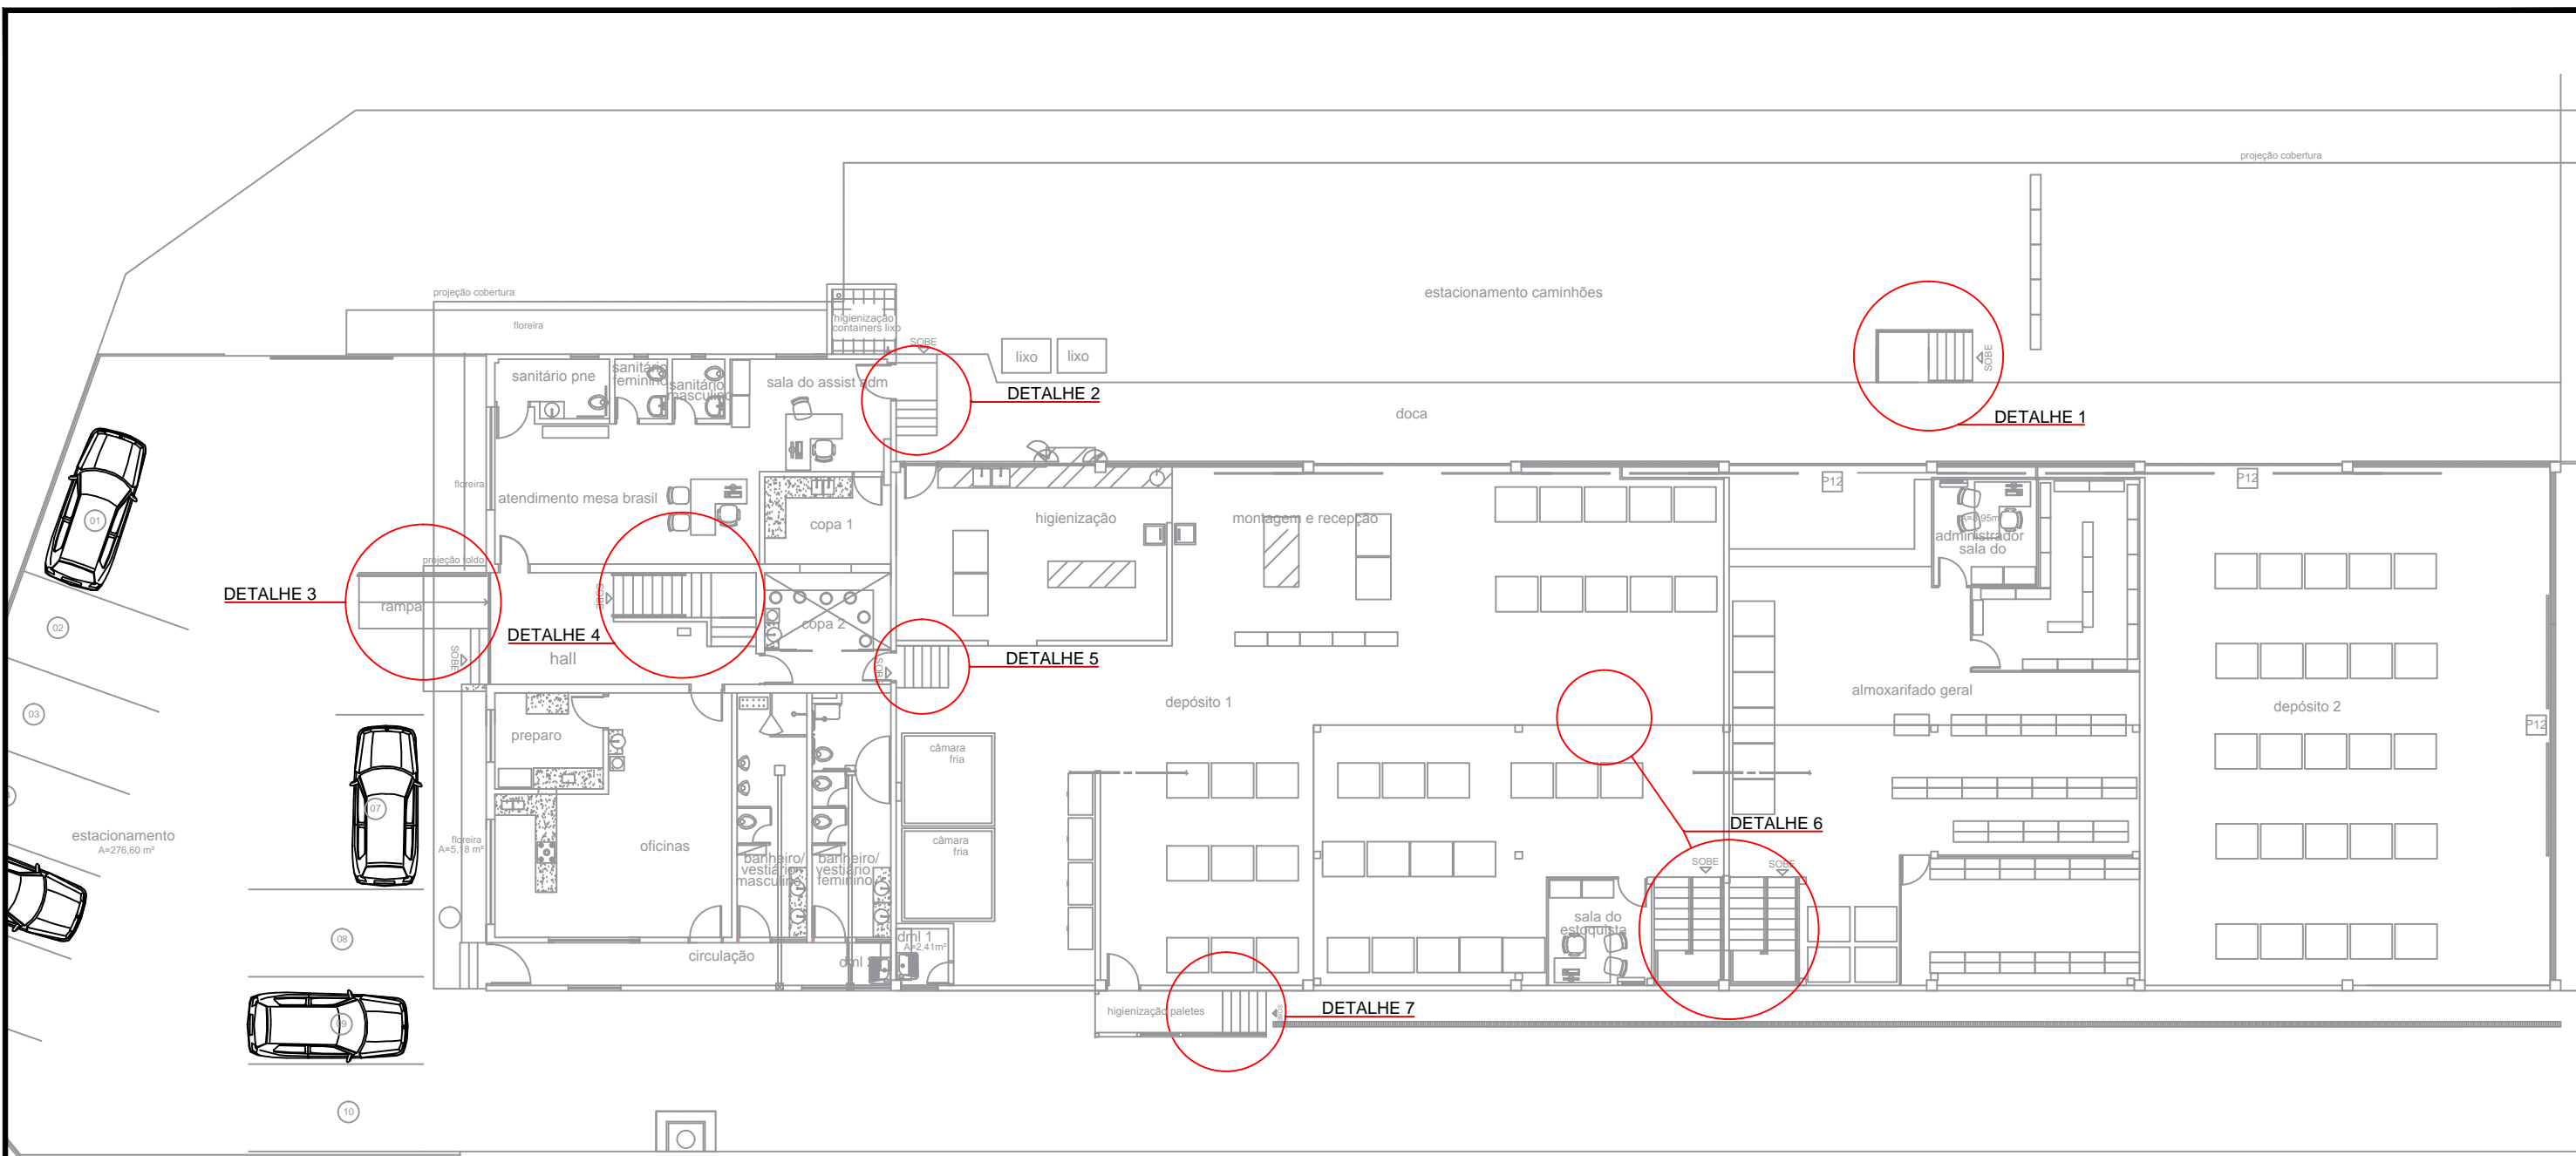 projeção cobertura
projeção cobertura
estacionamento caminhões
floreira
higienização
containers lixo
SOBE
lixo
lixo
SOBE
sanitário pne
sanitário
feminino
sanitário
masculino
sala do assist adm
DETALHE 2
doca
DETALHE 1
floreira
atendimento mesa brasil
copa 1
higienização
montagem e recepção
P12
P12
administrador
sala do
01
projeção toldo
DETALHE 3
rampa
SOBE
DETALHE 4
copa 2
02
hall
SOBE
DETALHE 5
03
depósito 1
almoxarifado geral
depósito 2
P12
preparo
câmara
fria
07
estacionamento
A=276,60 m²
floreira
A=5,18 m²
oficinas
câmara
fria
DETALHE 6
banheiro/
vestiário
masculino
banheiro/
vestiário
feminino
SOBE
SOBE
sala do
estoquista
08
dml 1
A=2,41m²
circulação
higienização paletes
SOBE
DETALHE 7
09
10